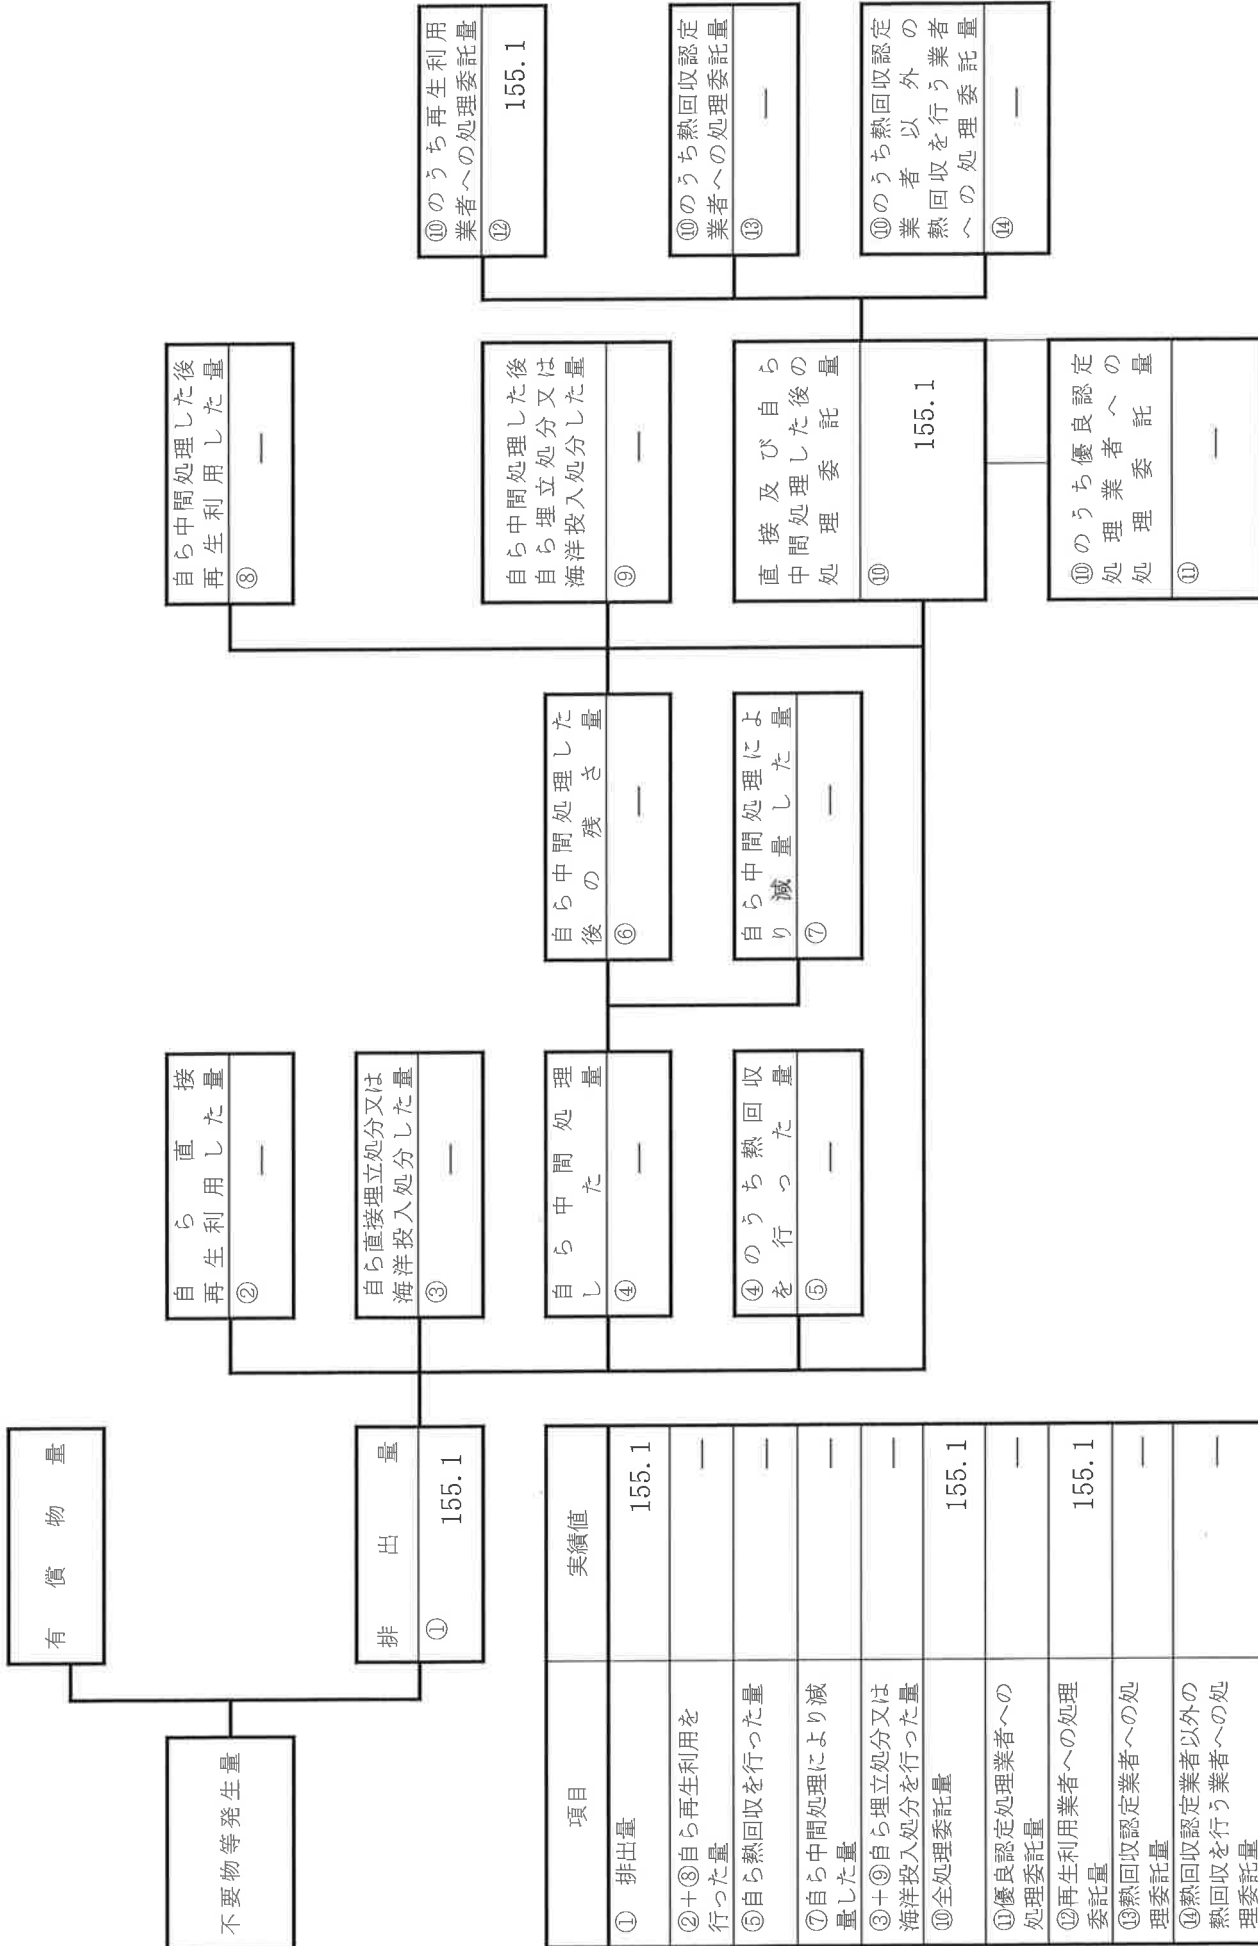 不要物等発生量
有償物量
排出量
① 155.1
自ら直接
再生利用した量
② —
自ら直接埋立処分又は
海洋投入処分した量
③ —
自ら中間処理
した量
④ —
④のうち熱回収
を行った量
⑤ —
自ら中間処理した
後の残さ量
⑥ —
自ら中間処理によ
り減量した量
⑦ —
自ら中間処理した後
再生利用した量
⑧ —
自ら中間処理した後
自ら埋立処分又は
海洋投入処分した量
⑨ —
直接及び自ら
中間処理した後の
処理委託量
⑩ 155.1
⑩のうち優良認定
処理業者への
処理委託量
⑪ —
⑩のうち再生利用
業者への処理委託量
⑫ 155.1
⑩のうち熱回収認定
業者への処理委託量
⑬ —
⑩のうち熱回収認定
業者以外の
熱回収を行う業者
への処理委託量
⑭ —
項目 実績値
① 排出量 155.1
②+⑧自ら再生利用を
行った量 —
⑤自ら熱回収を行った量 —
⑦自ら中間処理により減
量した量 —
③+⑨自ら埋立処分又は
海洋投入処分を行った量 —
⑩全処理委託量 155.1
⑪優良認定処理業者への
処理委託量 —
⑫再生利用業者への処理
委託量 155.1
⑬熱回収認定業者への処
理委託量 —
⑭熱回収認定業者以外の
熱回収を行う業者への処
理委託量 —